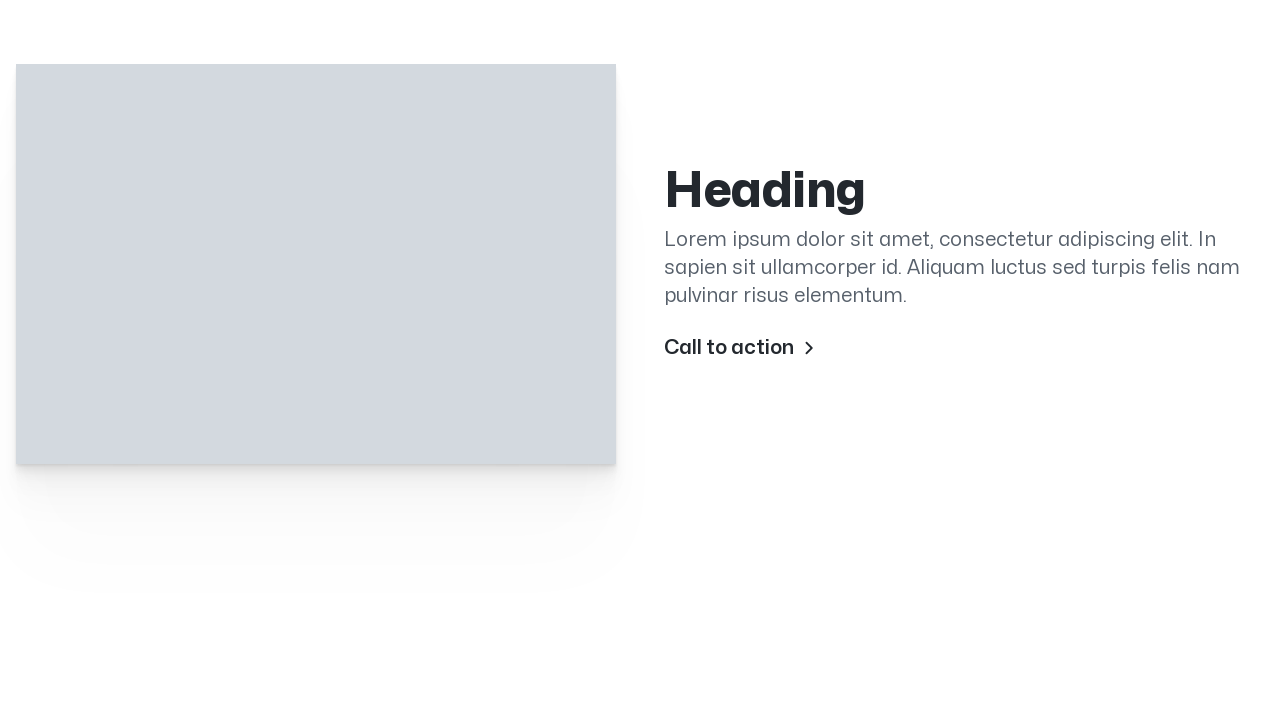 Heading
Lorem ipsum dolor sit amet, consectetur adipiscing elit. In
sapien sit ullamcorper id. Aliquam luctus sed turpis felis nam
pulvinar risus elementum.
Call to action